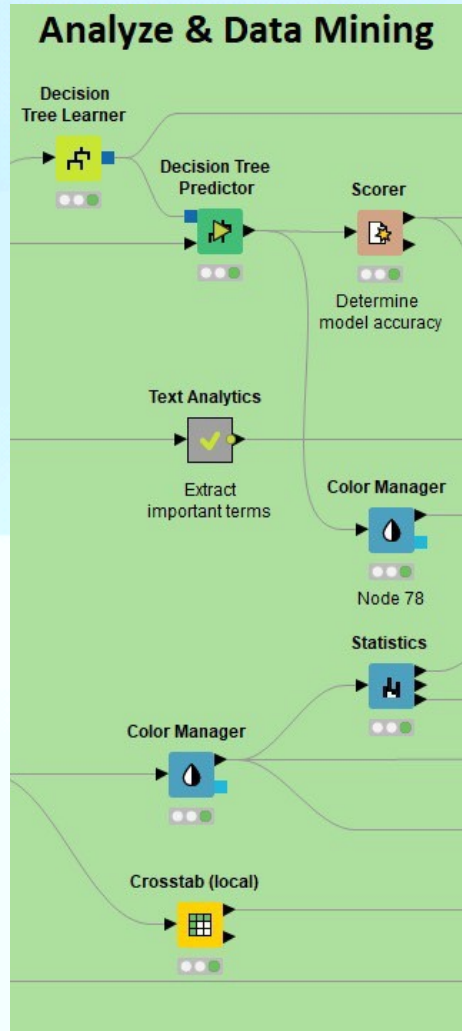 Analyze & Data Mining
Decision
Tree Learner
Decision Tree
Predictor
Scorer
Determine
model accuracy
Text Analytics
Extract
important terms
Color Manager
Node 78
Statistics
Color Manager
Crosstab (local)